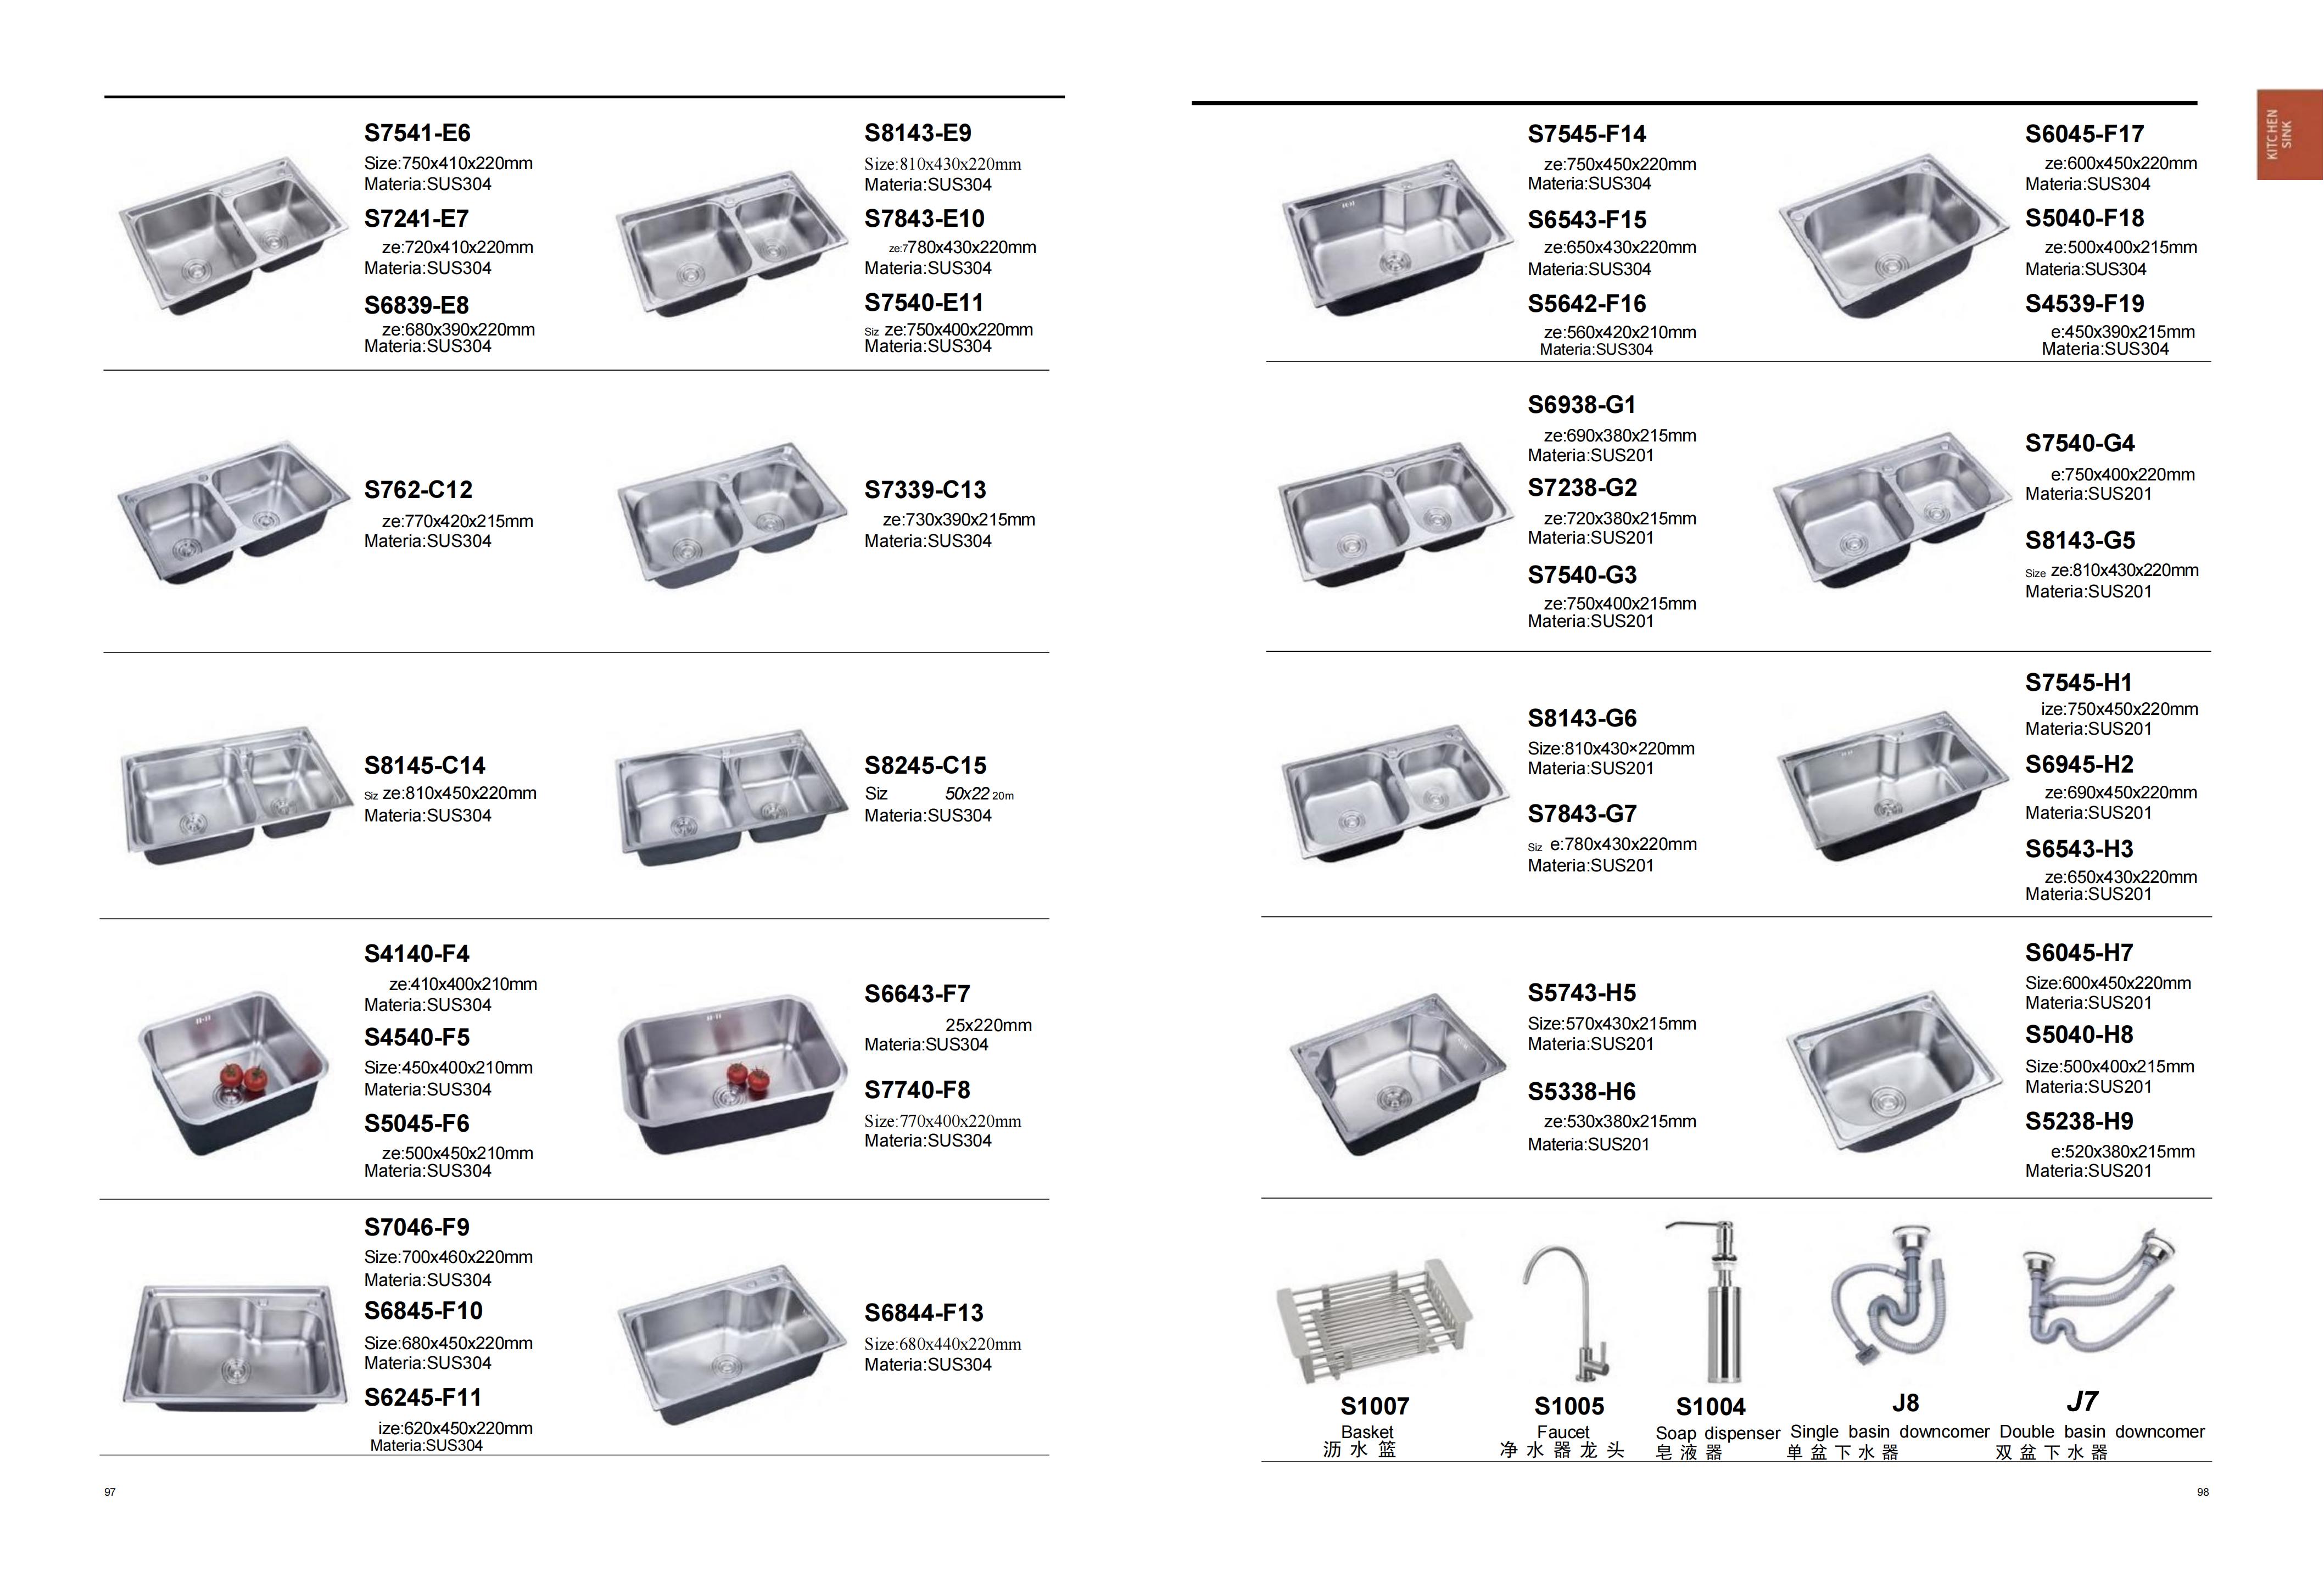 S7541-E6
Size:750x410x220mm
Materia:SUS304
S7241-E7
ze:720x410x220mm
Materia:SUS304
S6839-E8
ze:680x390x220mm
Materia:SUS304
S8143-E9
Size:810x430x220mm
Materia:SUS304
S7843-E10
ze:7780x430x220mm
Materia:SUS304
S7540-E11
Siz ze:750x400x220mm
Materia:SUS304
S762-C12
ze:770x420x215mm
Materia:SUS304
S7339-C13
ze:730x390x215mm
Materia:SUS304
S8145-C14
Siz ze:810x450x220mm
Materia:SUS304
S8245-C15
Siz 50x22 20m
Materia:SUS304
S4140-F4
ze:410x400x210mm
Materia:SUS304
S4540-F5
Size:450x400x210mm
Materia:SUS304
S5045-F6
ze:500x450x210mm
Materia:SUS304
S6643-F7
25x220mm
Materia:SUS304
S7740-F8
Size:770x400x220mm
Materia:SUS304
S7046-F9
Size:700x460x220mm
Materia:SUS304
S6845-F10
Size:680x450x220mm
Materia:SUS304
S6245-F11
ize:620x450x220mm
Materia:SUS304
S6844-F13
Size:680x440x220mm
Materia:SUS304
97
KITCHEN
SINK
S7545-F14
ze:750x450x220mm
Materia:SUS304
S6543-F15
ze:650x430x220mm
Materia:SUS304
S5642-F16
ze:560x420x210mm
Materia:SUS304
S6045-F17
ze:600x450x220mm
Materia:SUS304
S5040-F18
ze:500x400x215mm
Materia:SUS304
S4539-F19
e:450x390x215mm
Materia:SUS304
S6938-G1
ze:690x380x215mm
Materia:SUS201
S7238-G2
ze:720x380x215mm
Materia:SUS201
S7540-G3
ze:750x400x215mm
Materia:SUS201
S7540-G4
e:750x400x220mm
Materia:SUS201
S8143-G5
Size ze:810x430x220mm
Materia:SUS201
S8143-G6
Size:810x430×220mm
Materia:SUS201
S7843-G7
Siz e:780x430x220mm
Materia:SUS201
S7545-H1
ize:750x450x220mm
Materia:SUS201
S6945-H2
ze:690x450x220mm
Materia:SUS201
S6543-H3
ze:650x430x220mm
Materia:SUS201
S5743-H5
Size:570x430x215mm
Materia:SUS201
S5338-H6
ze:530x380x215mm
Materia:SUS201
S6045-H7
Size:600x450x220mm
Materia:SUS201
S5040-H8
Size:500x400x215mm
Materia:SUS201
S5238-H9
e:520x380x215mm
Materia:SUS201
S1007
Basket
沥水篮
S1005
Faucet
净水器龙头
S1004
Soap dispenser
皂液器
J8
Single basin downcomer
单盆下水器
J7
Double basin downcomer
双盆下水器
98